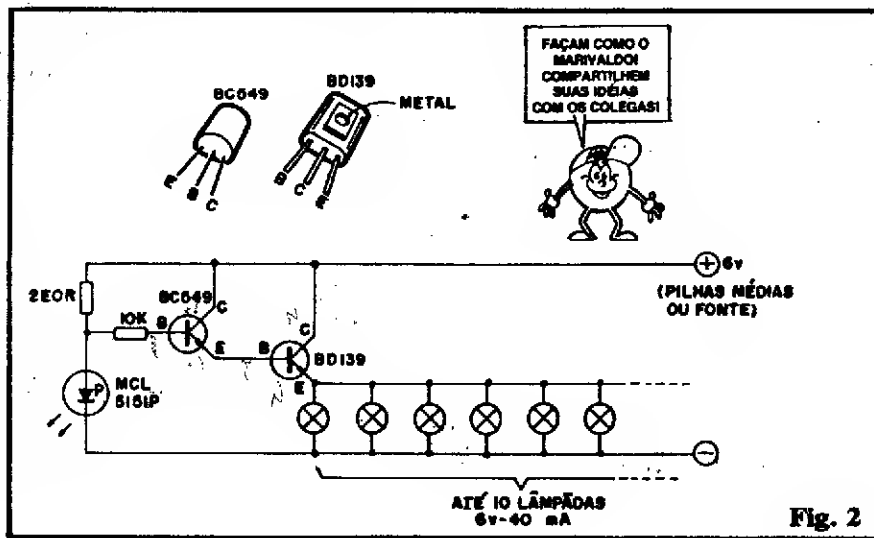 BC549
BD139
METAL
E
B
C
B
C
E
FAÇAM COMO O
MARIVALDO!
COMPARTILHEM
SUAS IDÉIAS
COM OS COLEGAS!
+ 6v
(PILHAS MÉDIAS
OU FONTE)
2E0R
10K
B
BC549
C
E
B
C
BD139
E
MCL
5151P
P
−
ATÉ 10 LÂMPADAS
6v-40 mA
Fig. 2